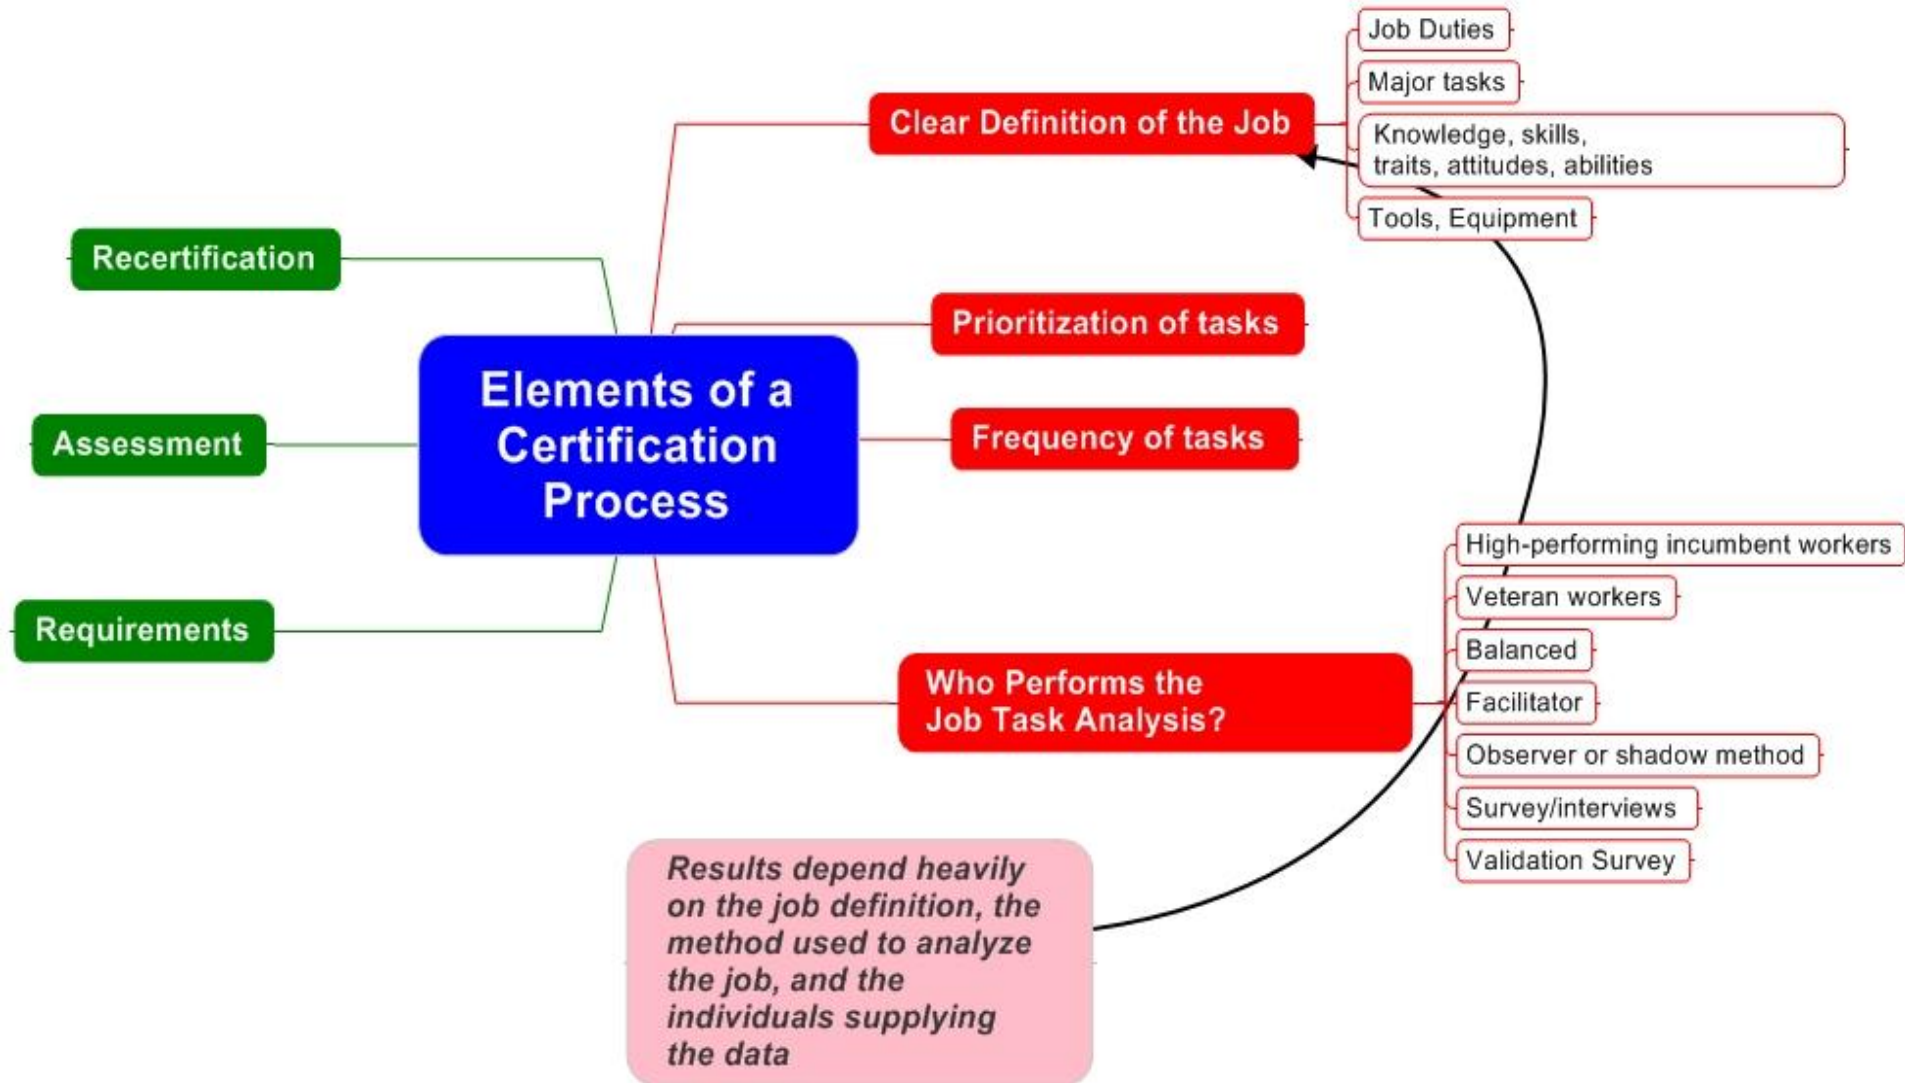 Elements of a
Certification
Process
Clear Definition of the Job
Job Duties
Major tasks
Knowledge, skills,
traits, attitudes, abilities
Tools, Equipment
Prioritization of tasks
Frequency of tasks
Who Performs the
Job Task Analysis?
High-performing incumbent workers
Veteran workers
Balanced
Facilitator
Observer or shadow method
Survey/interviews
Validation Survey
Recertification
Assessment
Requirements
Results depend heavily
on the job definition, the
method used to analyze
the job, and the
individuals supplying
the data